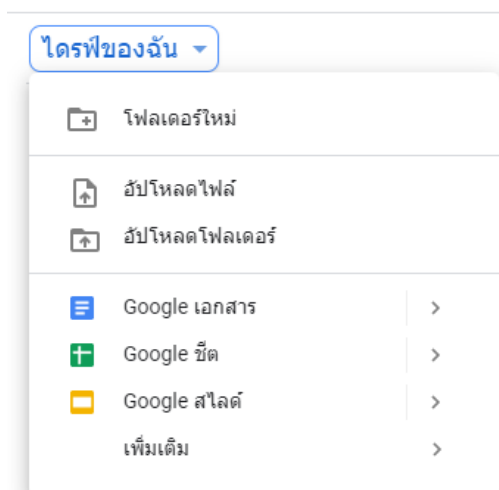 ไดรฟ์ของฉัน
โฟลเดอร์ใหม่
อัปโหลดไฟล์
อัปโหลดโฟลเดอร์
Google เอกสาร
Google ชีต
Google สไลด์
เพิ่มเติม